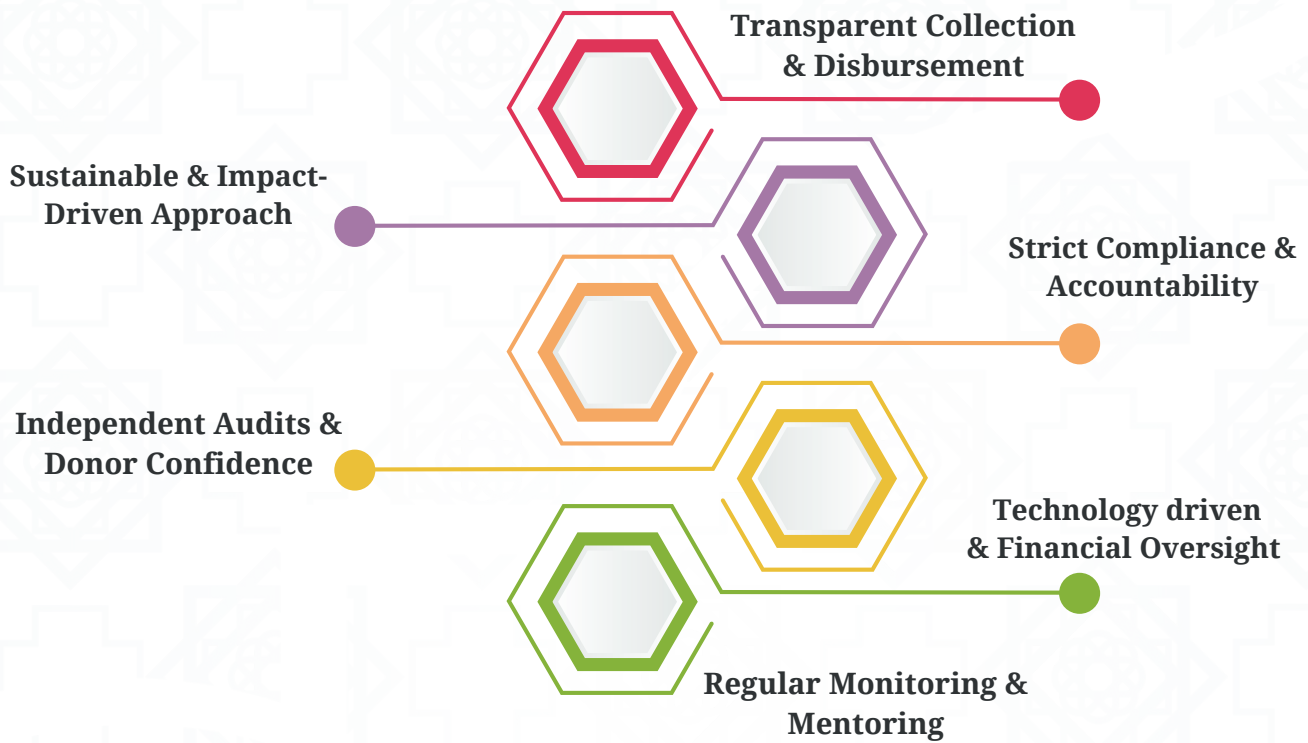 Transparent Collection
& Disbursement
Sustainable & Impact-
Driven Approach
Strict Compliance &
Accountability
Independent Audits &
Donor Confidence
Technology driven
& Financial Oversight
Regular Monitoring &
Mentoring